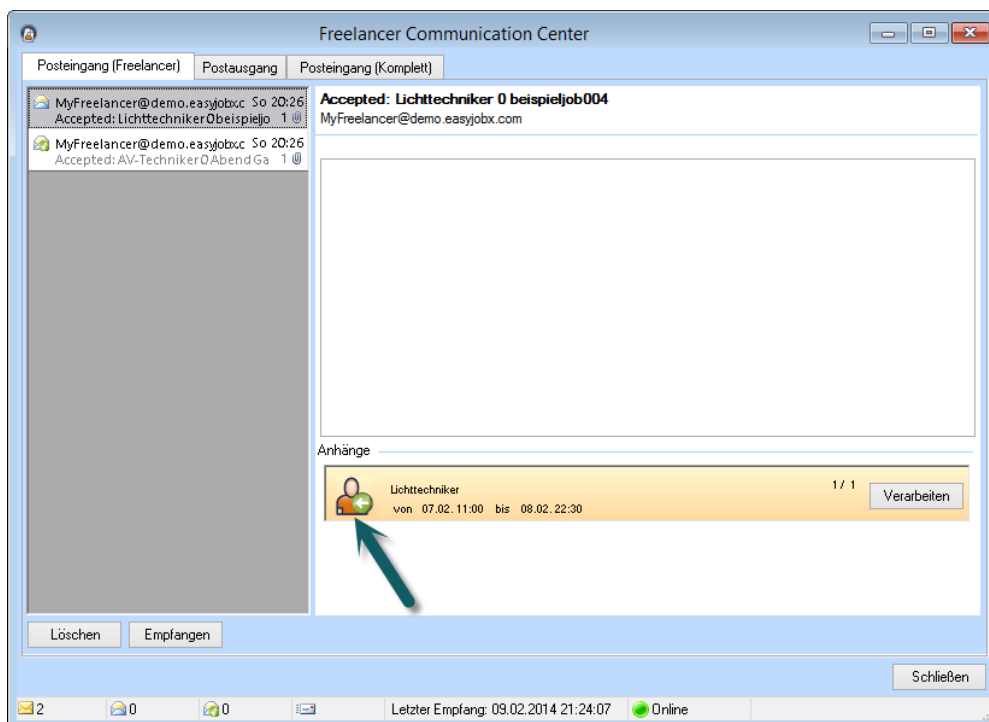 Freelancer Communication Center
Posteingang (Freelancer) Postausgang Posteingang (Komplett)
MyFreelancer@demo.easyjobx.c So 20:26
Accepted: Lichttechniker 0 beispieljo 1
MyFreelancer@demo.easyjobx.c So 20:26
Accepted: AV-Techniker 0 Abend Ga 1
Accepted: Lichttechniker 0 beispieljob004
MyFreelancer@demo.easyjobx.com
Anhänge
Lichttechniker
von 07.02. 11:00 bis 08.02. 22:30
1 / 1
Verarbeiten
Löschen Empfangen
Schließen
2 0 0 Letzter Empfang: 09.02.2014 21:24:07 Online